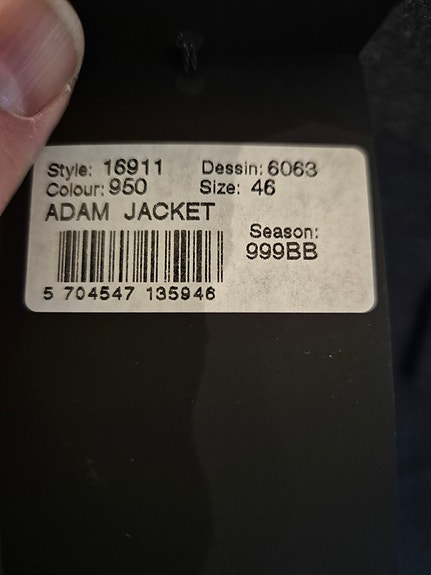 Style: 16911 Dessin: 6063
Colour: 950 Size: 46
ADAM JACKET
Season:
999BB
5 704547 135946